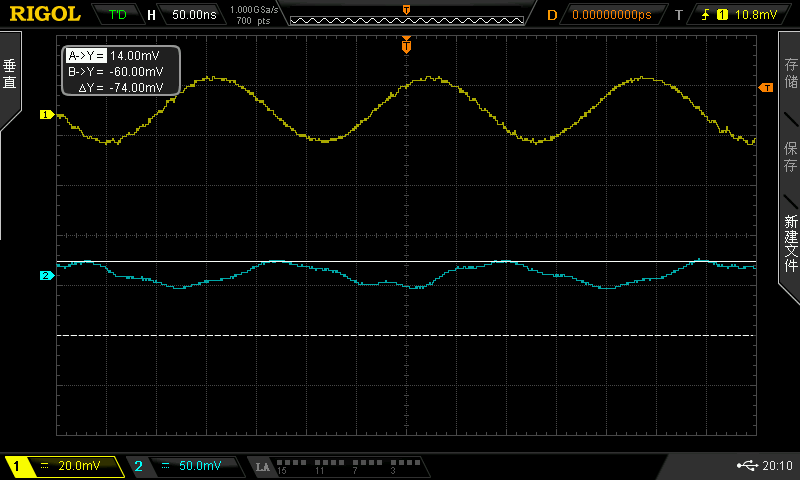 RIGOL T'D H 50.00ns 1.000GSa/s 700 pts D 0.00000000ps T 1 10.8mV
T
T
A->Y = 14.00mV
B->Y = -60.00mV
ΔY = -74.00mV
垂直
T
1
2
存储
保存
新建文件
1 20.0mV 2 50.0mV LA 15 11 7 3 20:10